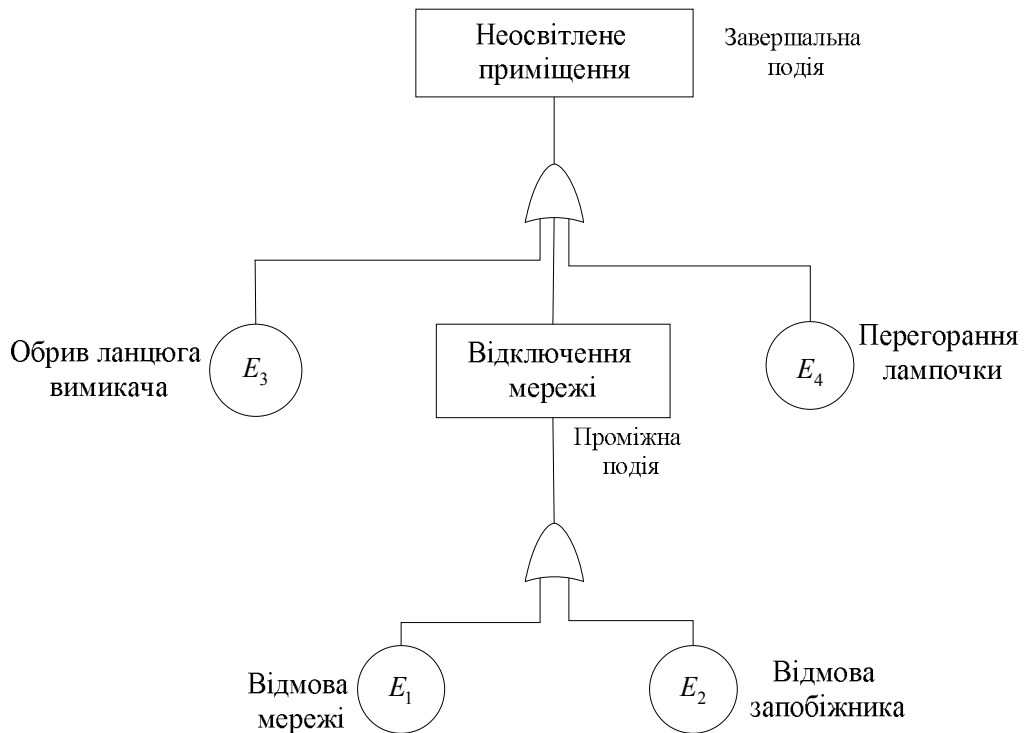 Неосвітлене
приміщення
Завершальна
подія
Обрив ланцюга
вимикача
E3
Відключення
мережі
E4
Перегорання
лампочки
Проміжна
подія
Відмова
мережі
E1
E2
Відмова
запобіжника